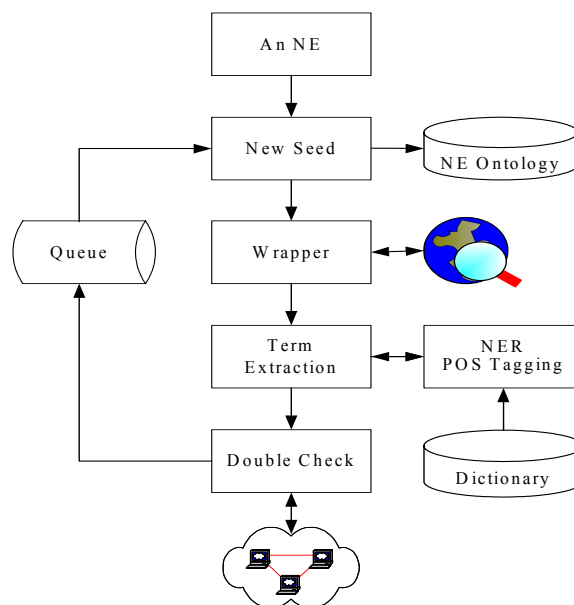 An NE
New Seed
NE Ontology
Queue
Wrapper
Term
Extraction
NER
POS Tagging
Double Check
Dictionary